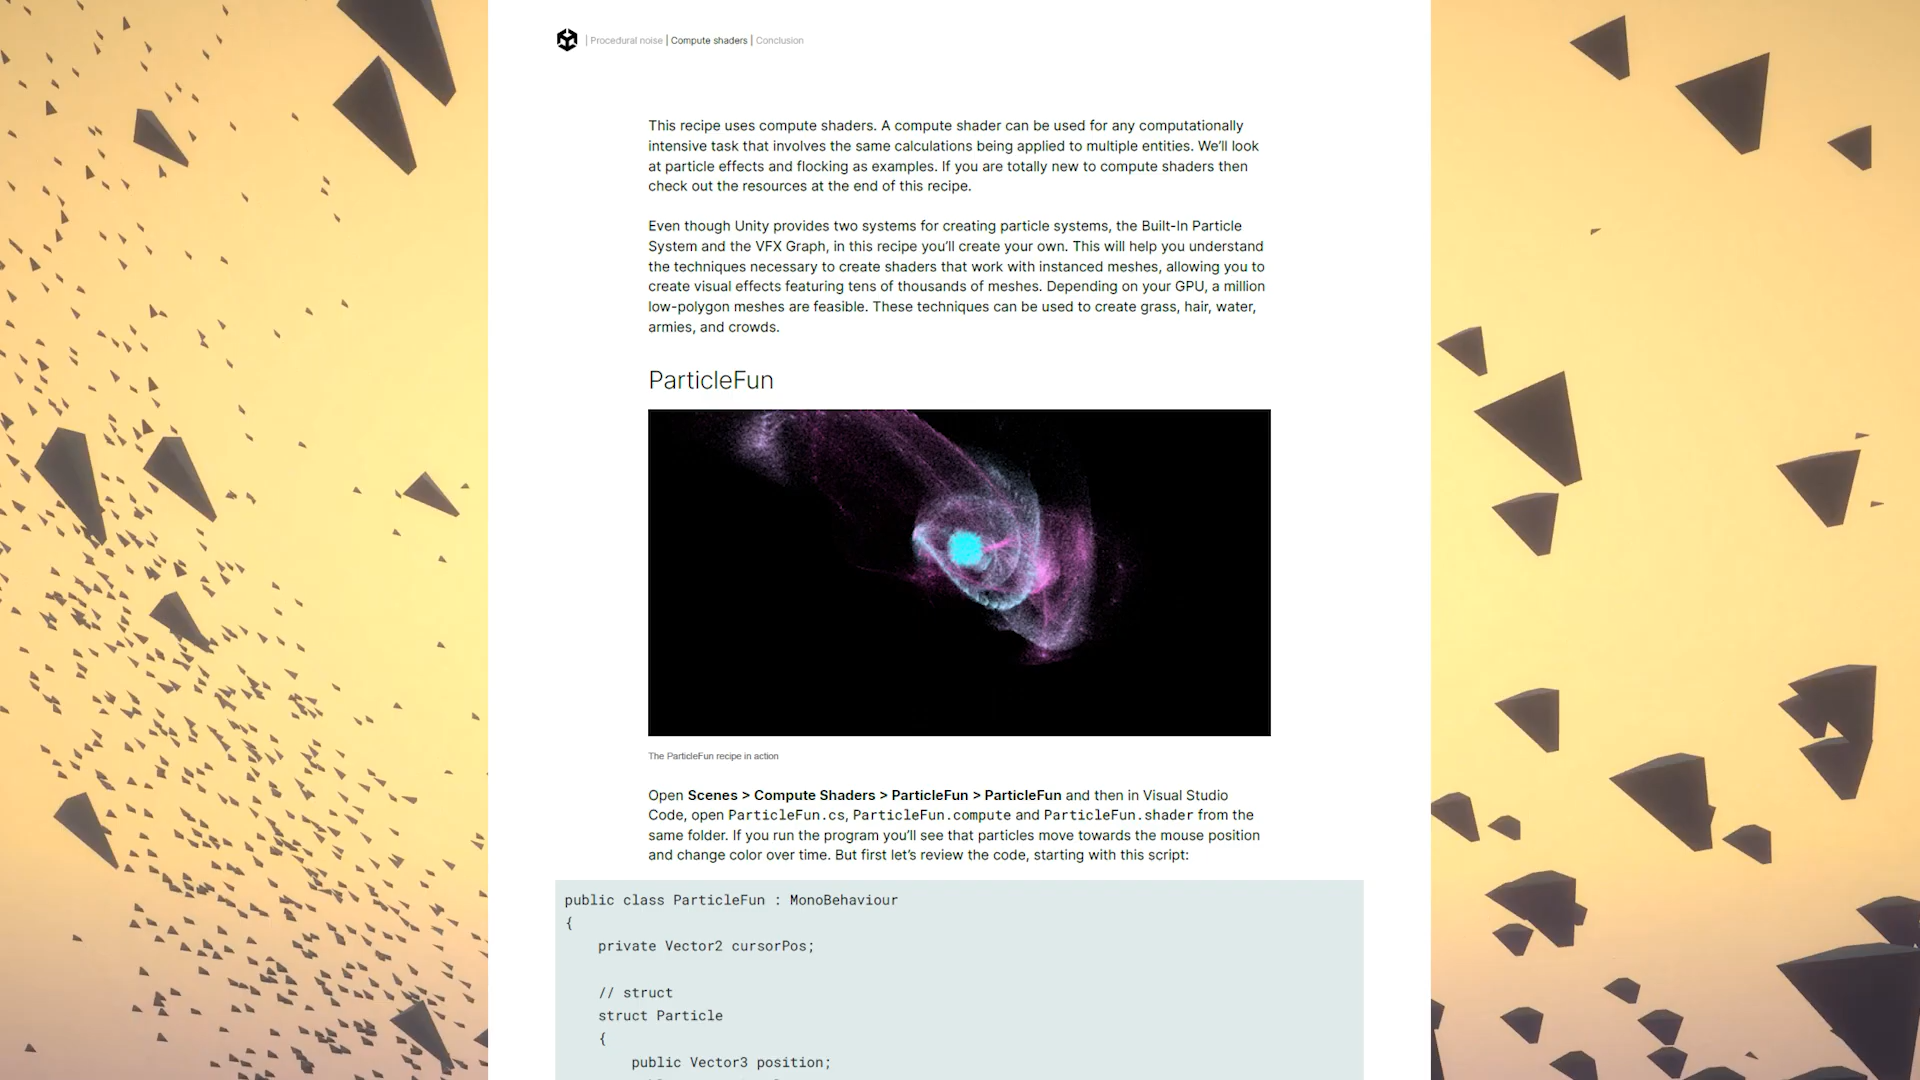 | Procedural noise | Compute shaders | Conclusion
This recipe uses compute shaders. A compute shader can be used for any computationally
intensive task that involves the same calculations being applied to multiple entities. We’ll look
at particle effects and flocking as examples. If you are totally new to compute shaders then
check out the resources at the end of this recipe.
Even though Unity provides two systems for creating particle systems, the Built-In Particle
System and the VFX Graph, in this recipe you’ll create your own. This will help you understand
the techniques necessary to create shaders that work with instanced meshes, allowing you to
create visual effects featuring tens of thousands of meshes. Depending on your GPU, a million
low-polygon meshes are feasible. These techniques can be used to create grass, hair, water,
armies, and crowds.
ParticleFun
The ParticleFun recipe in action
Open Scenes > Compute Shaders > ParticleFun > ParticleFun and then in Visual Studio
Code, open ParticleFun.cs, ParticleFun.compute and ParticleFun.shader from the
same folder. If you run the program you’ll see that particles move towards the mouse position
and change color over time. But first let’s review the code, starting with this script:
public class ParticleFun : MonoBehaviour
{
private Vector2 cursorPos;
// struct
struct Particle
{
public Vector3 position;